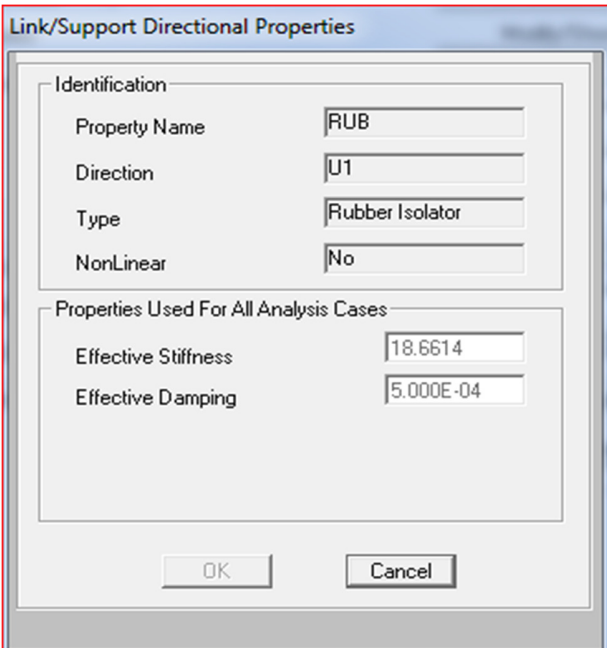 Link/Support Directional Properties
Identification
Property Name RUB
Direction U1
Type Rubber Isolator
NonLinear No
Properties Used For All Analysis Cases
Effective Stiffness 18.6614
Effective Damping 5.000E-04
OK Cancel